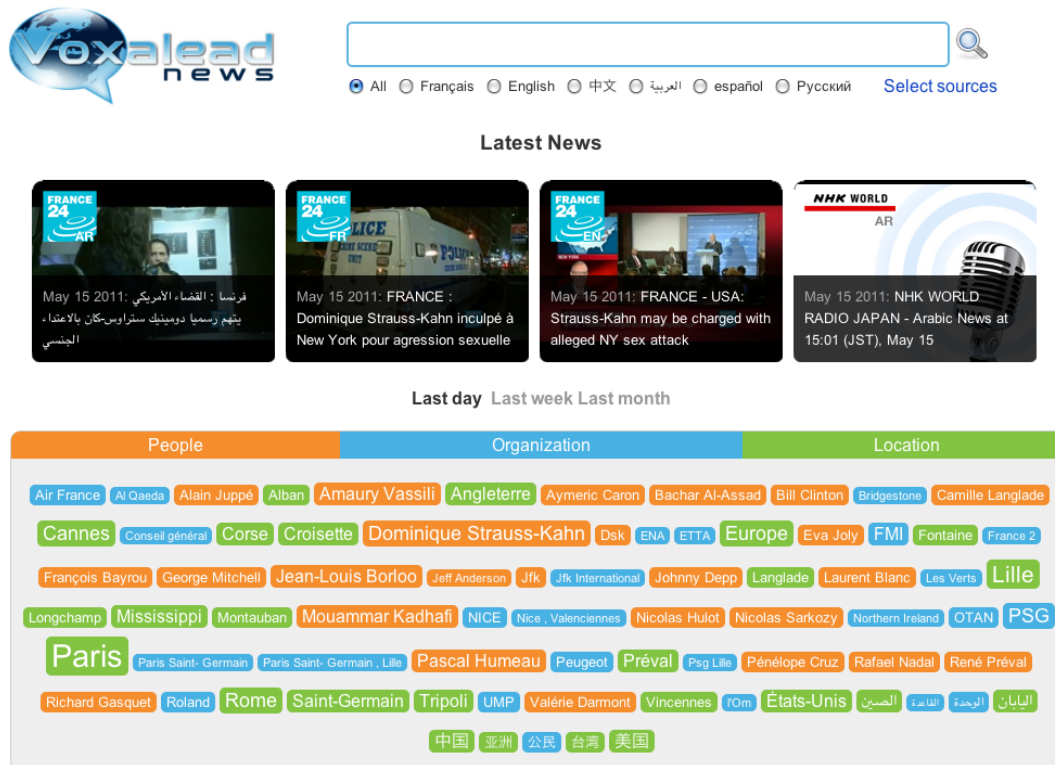 Voxalead
news
All Français English 中文 العربية español Русский Select sources
Latest News
FRANCE
24
AR
May 15 2011: فرنسا : القضاء الأمريكي
يتهم رسميا دومينيك ستراوس-كان بالاعتداء
الجنسي
FRANCE
24
FR
POLICE
CRIME SCENE
UNIT
POLICE
May 15 2011: FRANCE :
Dominique Strauss-Kahn inculpé à
New York pour agression sexuelle
FRANCE
24
EN
NEW YORK
May 15 2011: FRANCE - USA:
Strauss-Kahn may be charged with
alleged NY sex attack
NHK WORLD
AR
May 15 2011: NHK WORLD
RADIO JAPAN - Arabic News at
15:01 (JST), May 15
Last day Last week Last month
People Organization Location
Air France Al Qaeda Alain Juppé Alban Amaury Vassili Angleterre Aymeric Caron Bachar Al-Assad Bill Clinton Bridgestone Camille Langlade
Cannes Conseil général Corse Croisette Dominique Strauss-Kahn Dsk ENA ETTA Europe Eva Joly FMI Fontaine France 2
François Bayrou George Mitchell Jean-Louis Borloo Jeff Anderson Jfk Jfk International Johnny Depp Langlade Laurent Blanc Les Verts Lille
Longchamp Mississippi Montauban Mouammar Kadhafi NICE Nice , Valenciennes Nicolas Hulot Nicolas Sarkozy Northern Ireland OTAN PSG
Paris Paris Saint- Germain Paris Saint- Germain , Lille Pascal Humeau Peugeot Préval Psg Lille Pénélope Cruz Rafael Nadal René Préval
Richard Gasquet Roland Rome Saint-Germain Tripoli UMP Valérie Darmont Vincennes l'Om États-Unis الصين القاعدة الوحدة اليابان
中国 亚洲 公民 台湾 美国